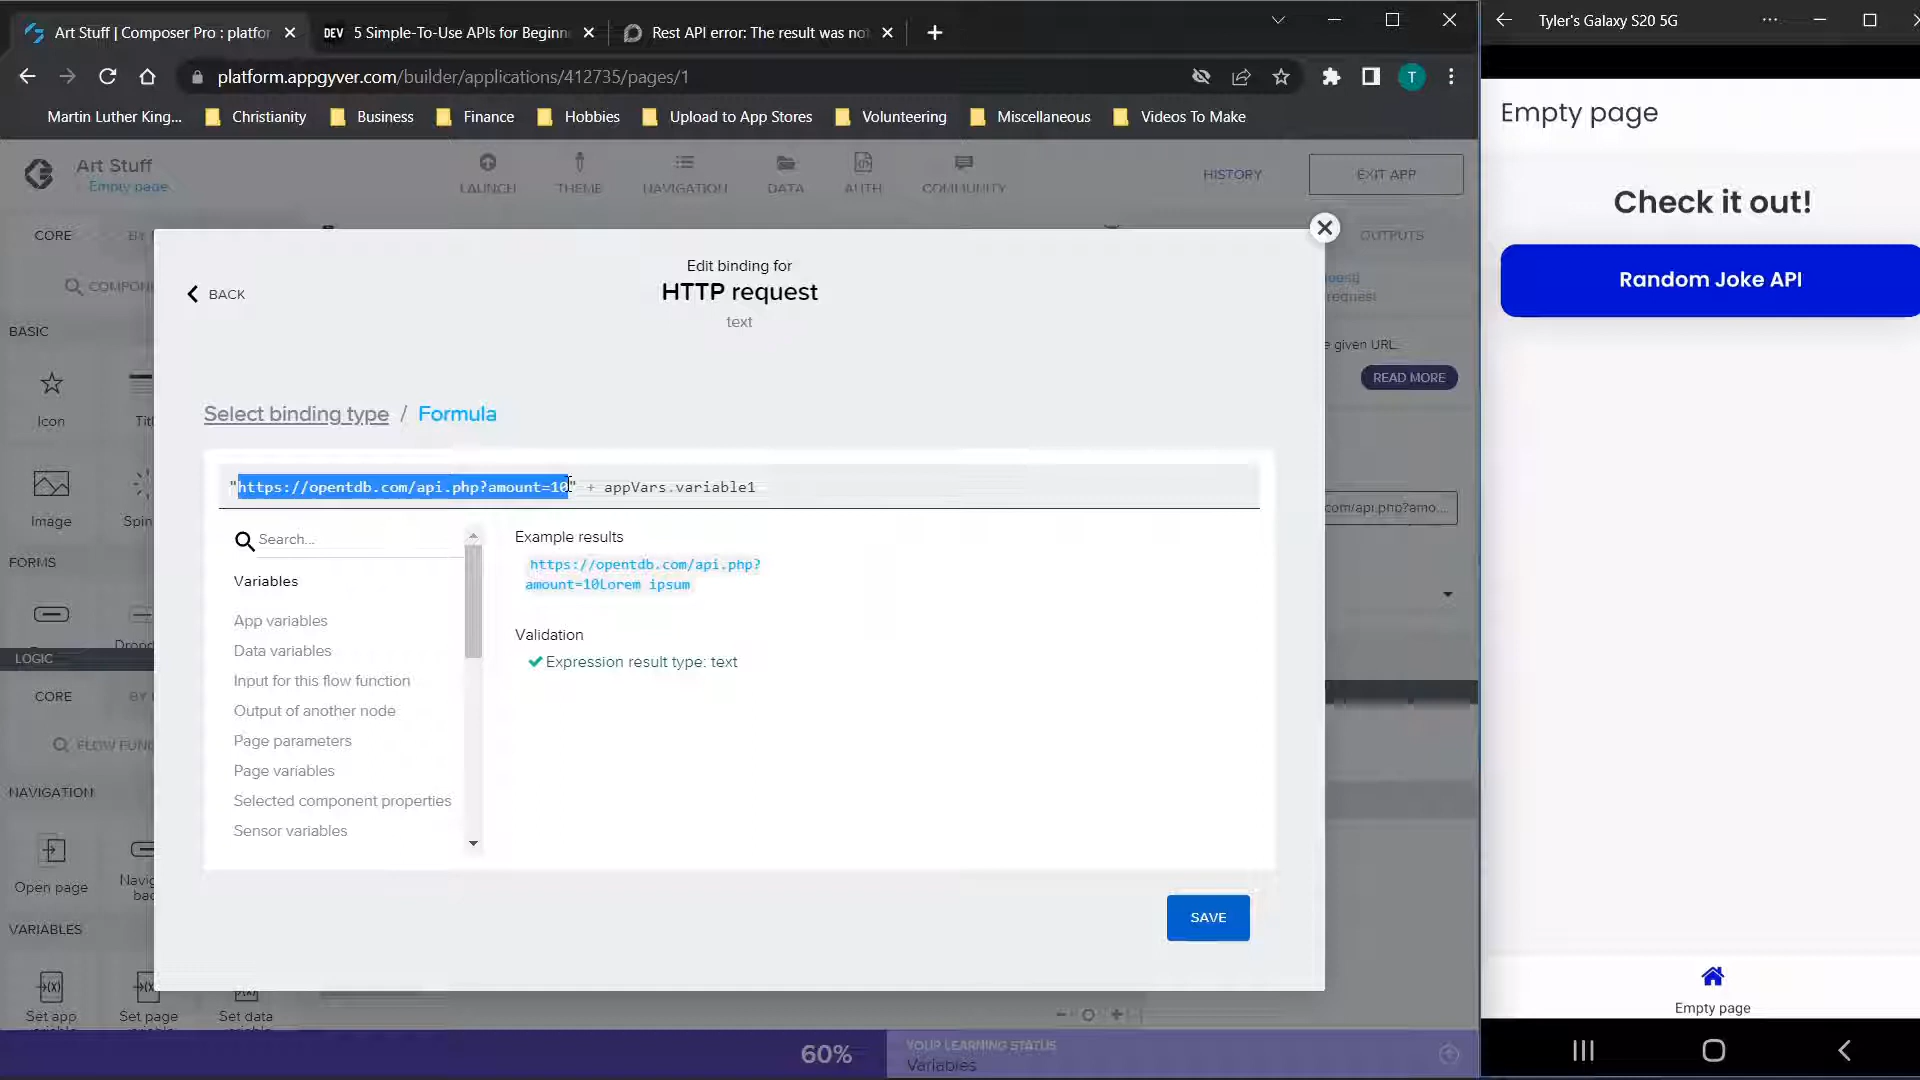 Art Stuff | Composer Pro : platfor
DEV 5 Simple-To-Use APIs for Beginn
Rest API error: The result was not
Tyler's Galaxy S20 5G
platform.appgyver.com/builder/applications/412735/pages/1
T
Martin Luther King...
Christianity
Business
Finance
Hobbies
Upload to App Stores
Volunteering
Miscellaneous
Videos To Make
Art Stuff
Empty page
LAUNCH
THEME
NAVIGATION
DATA
AUTH
COMMUNITY
HISTORY
EXIT APP
CORE
OUTPUTS
BASIC
Icon
Image
FORMS
LOGIC
CORE
NAVIGATION
Open page
VARIABLES
Set app
Set page
Set data
request
e given URL.
READ MORE
com/api.php?amo...
BACK
Edit binding for
HTTP request
text
Select binding type / Formula
"https://opentdb.com/api.php?amount=10" + appVars.variable1
Search...
Variables
App variables
Data variables
Input for this flow function
Output of another node
Page parameters
Page variables
Selected component properties
Sensor variables
Example results
https://opentdb.com/api.php?
amount=10Lorem ipsum
Validation
Expression result type: text
SAVE
60%
YOUR LEARNING STATUS
Variables
Empty page
Check it out!
Random Joke API
Empty page